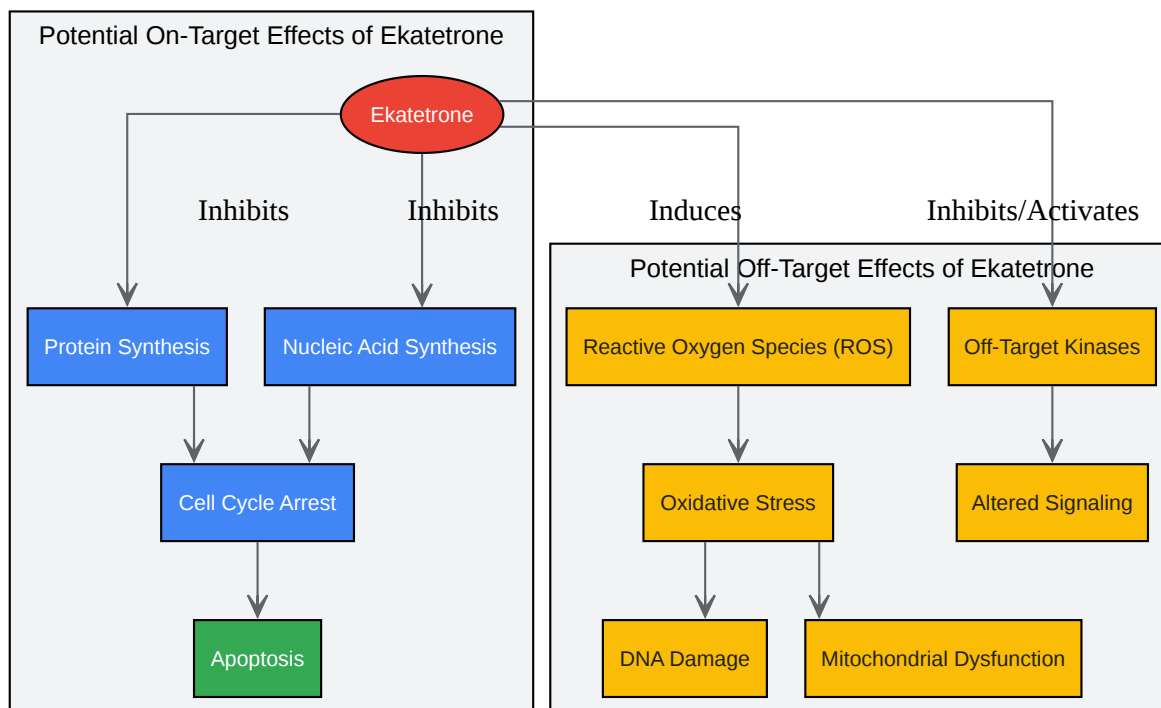 Potential On-Target Effects of Ekatetrone
Ekatetrone
Inhibits
Inhibits
Induces
Inhibits/Activates
Potential Off-Target Effects of Ekatetrone
Protein Synthesis
Nucleic Acid Synthesis
Reactive Oxygen Species (ROS)
Off-Target Kinases
Cell Cycle Arrest
Oxidative Stress
Altered Signaling
Apoptosis
DNA Damage
Mitochondrial Dysfunction